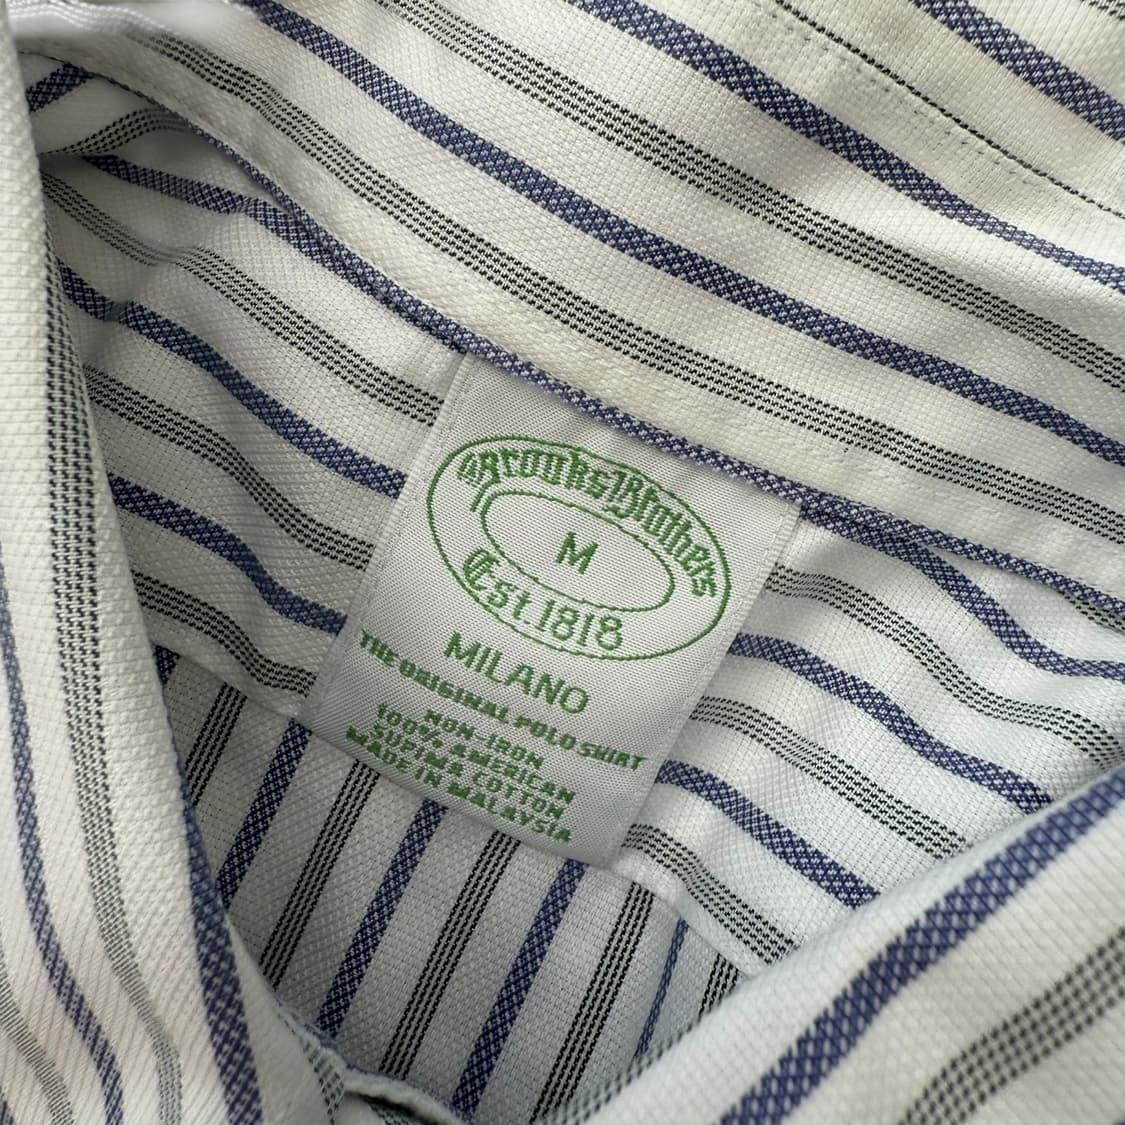 Brooks Brothers
M
Est. 1818
MILANO
THE ORIGINAL POLO SHIRT
NON-IRON
100% AMERICAN
SUPIMA COTTON
MADE IN MALAYSIA